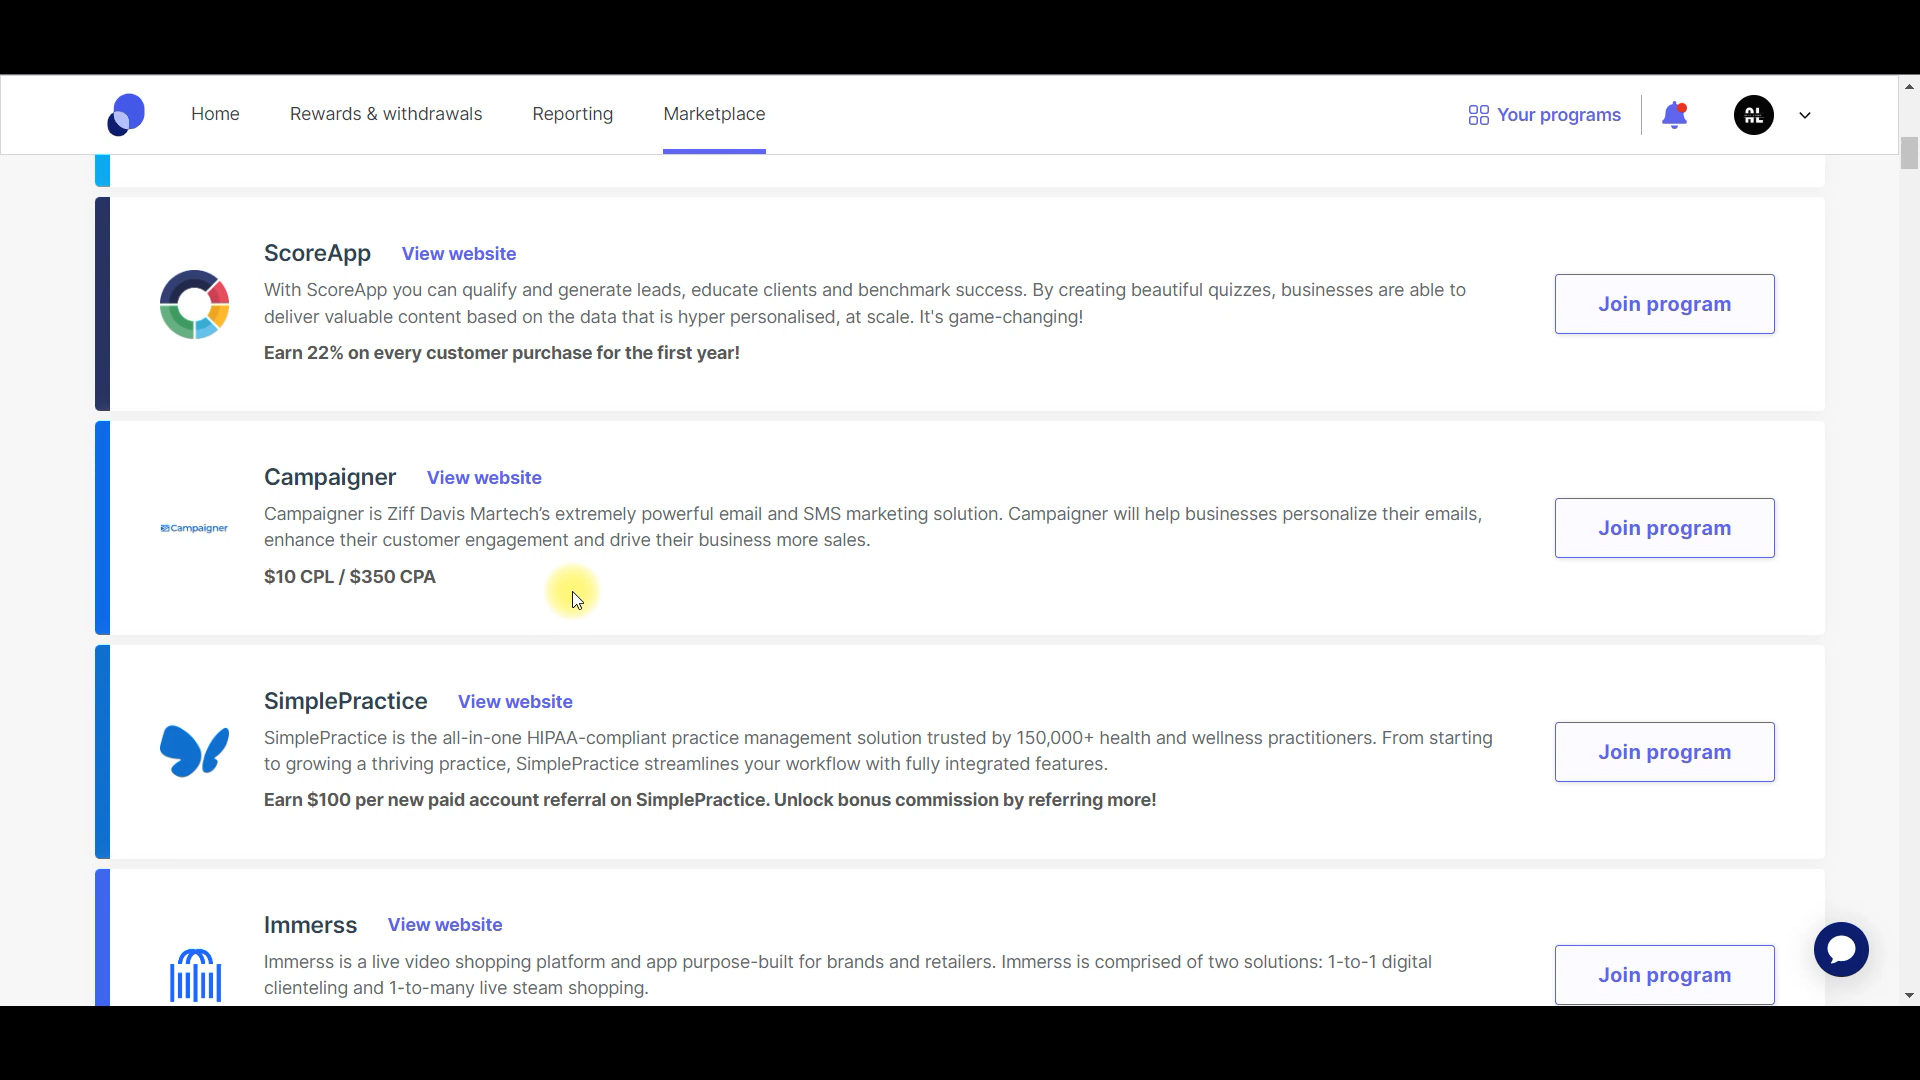 Home Rewards & withdrawals Reporting Marketplace Your programs
ScoreApp View website
With ScoreApp you can qualify and generate leads, educate clients and benchmark success. By creating beautiful quizzes, businesses are able to
deliver valuable content based on the data that is hyper personalised, at scale. It's game-changing!
Earn 22% on every customer purchase for the first year!
Join program
Campaigner View website
Campaigner is Ziff Davis Martech's extremely powerful email and SMS marketing solution. Campaigner will help businesses personalize their emails,
enhance their customer engagement and drive their business more sales.
$10 CPL / $350 CPA
Campaigner
Join program
SimplePractice View website
SimplePractice is the all-in-one HIPAA-compliant practice management solution trusted by 150,000+ health and wellness practitioners. From starting
to growing a thriving practice, SimplePractice streamlines your workflow with fully integrated features.
Earn $100 per new paid account referral on SimplePractice. Unlock bonus commission by referring more!
Join program
Immerss View website
Immerss is a live video shopping platform and app purpose-built for brands and retailers. Immerss is comprised of two solutions: 1-to-1 digital
clienteling and 1-to-many live steam shopping.
Join program